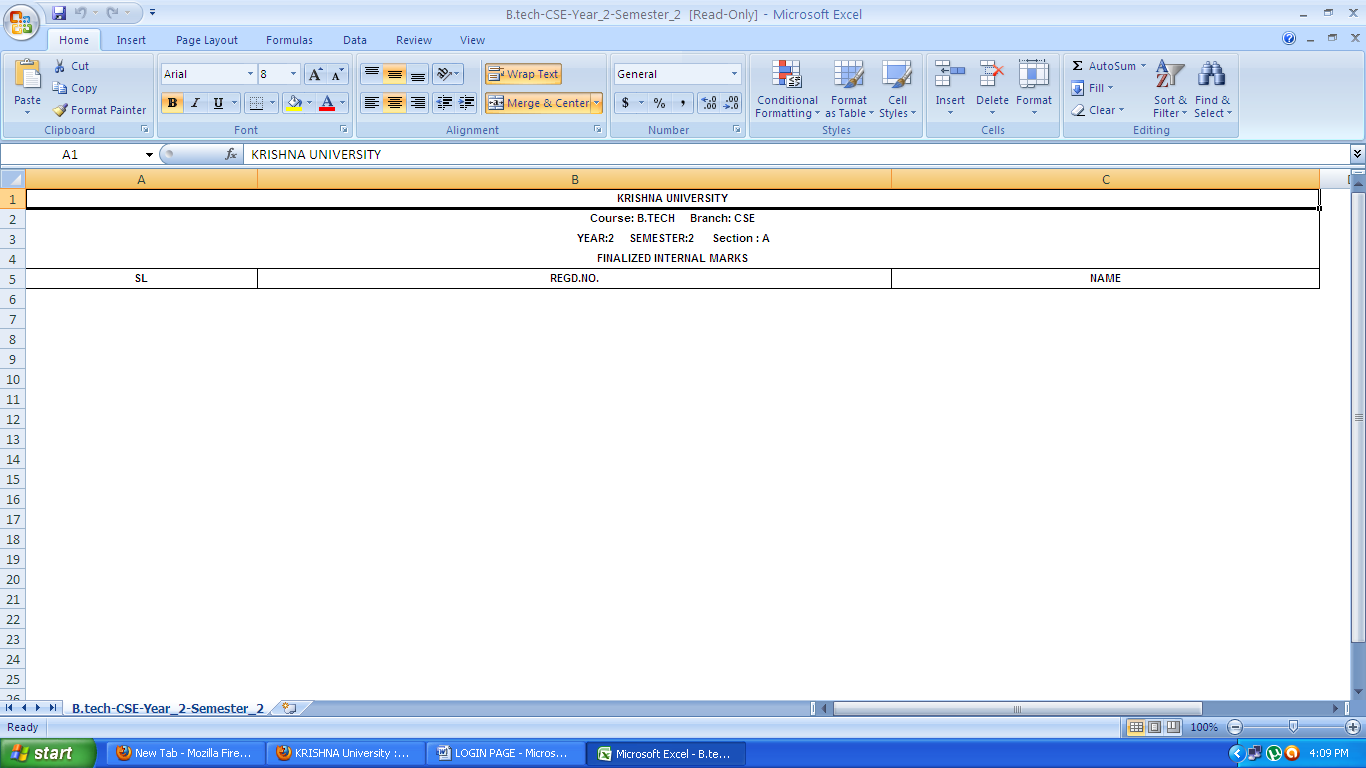 B.tech-CSE-Year_2-Semester_2 [Read-Only] - Microsoft Excel
Home Insert Page Layout Formulas Data Review View
Paste
Cut
Copy
Format Painter
Clipboard
Arial 8
B I U
Font
Wrap Text
Merge & Center
Alignment
General
$ % ,
Number
Conditional Formatting
Format as Table
Cell Styles
Styles
Insert Delete Format
Cells
Σ AutoSum
Fill
Clear
Sort & Filter
Find & Select
Editing
A1 fx KRISHNA UNIVERSITY
A B C
1 KRISHNA UNIVERSITY
2 Course: B.TECH Branch: CSE
3 YEAR:2 SEMESTER:2 Section : A
4 FINALIZED INTERNAL MARKS
5 SL REGD.NO. NAME
6
7
8
9
10
11
12
13
14
15
16
17
18
19
20
21
22
23
24
25
26
B.tech-CSE-Year_2-Semester_2
Ready 100%
start New Tab - Mozilla Fire... KRISHNA University :... LOGIN PAGE - Micros... Microsoft Excel - B.te... 4:09 PM